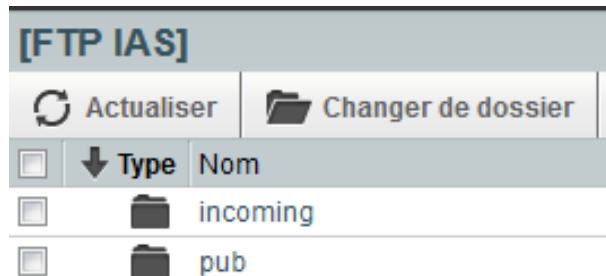 [FTP IAS]
Actualiser Changer de dossier
Type Nom
incoming
pub